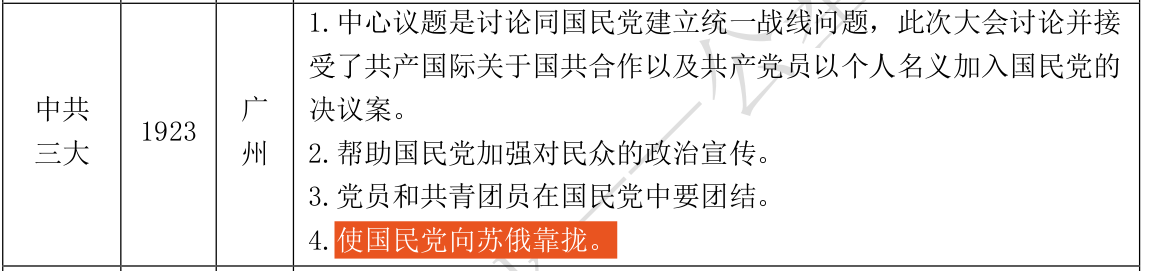 中共
三大
1923
广
州
1.中心议题是讨论同国民党建立统一战线问题，此次大会讨论并接
受了共产国际关于国共合作以及共产党员以个人名义加入国民党的
决议案。
2.帮助国民党加强对民众的政治宣传。
3.党员和共青团员在国民党中要团结。
4.使国民党向苏俄靠拢。